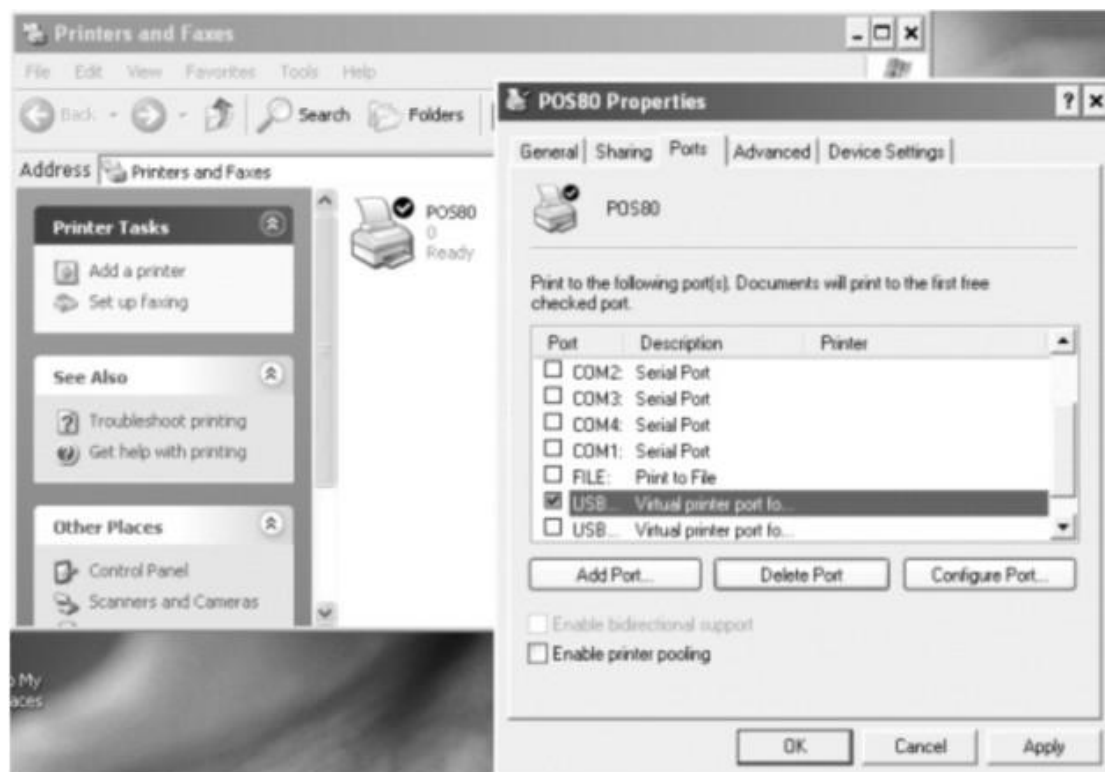 Printers and Faxes
File Edit View Favorites Tools Help
Back Search Folders
Address Printers and Faxes
Printer Tasks
Add a printer
Set up faxing
See Also
Troubleshoot printing
Get help with printing
Other Places
Control Panel
Scanners and Cameras
POS80
0
Ready
My
aces
POS80 Properties
General Sharing Ports Advanced Device Settings
POS80
Print to the following port(s). Documents will print to the first free
checked port.
Port Description Printer
COM2: Serial Port
COM3: Serial Port
COM4: Serial Port
COM1: Serial Port
FILE: Print to File
USB... Virtual printer port fo...
USB... Virtual printer port fo...
Add Port... Delete Port Configure Port...
Enable bidirectional support
Enable printer pooling
OK Cancel Apply